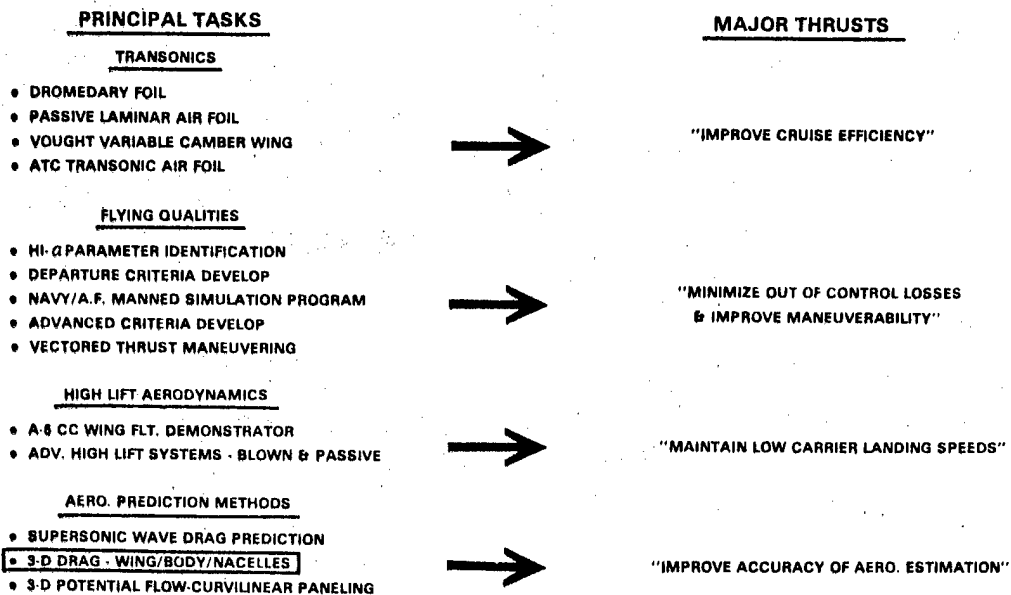 PRINCIPAL TASKS
MAJOR THRUSTS
TRANSONICS
• DROMEDARY FOIL
• PASSIVE LAMINAR AIR FOIL
• VOUGHT VARIABLE CAMBER WING
• ATC TRANSONIC AIR FOIL
"IMPROVE CRUISE EFFICIENCY"
FLYING QUALITIES
• HI-α PARAMETER IDENTIFICATION
• DEPARTURE CRITERIA DEVELOP
• NAVY/A.F. MANNED SIMULATION PROGRAM
• ADVANCED CRITERIA DEVELOP
• VECTORED THRUST MANEUVERING
"MINIMIZE OUT OF CONTROL LOSSES
& IMPROVE MANEUVERABILITY"
HIGH LIFT AERODYNAMICS
• A-6 CC WING FLT. DEMONSTRATOR
• ADV. HIGH LIFT SYSTEMS - BLOWN & PASSIVE
"MAINTAIN LOW CARRIER LANDING SPEEDS"
AERO. PREDICTION METHODS
• SUPERSONIC WAVE DRAG PREDICTION
• 3-D DRAG - WING/BODY/NACELLES
• 3-D POTENTIAL FLOW-CURVILINEAR PANELING
"IMPROVE ACCURACY OF AERO. ESTIMATION"